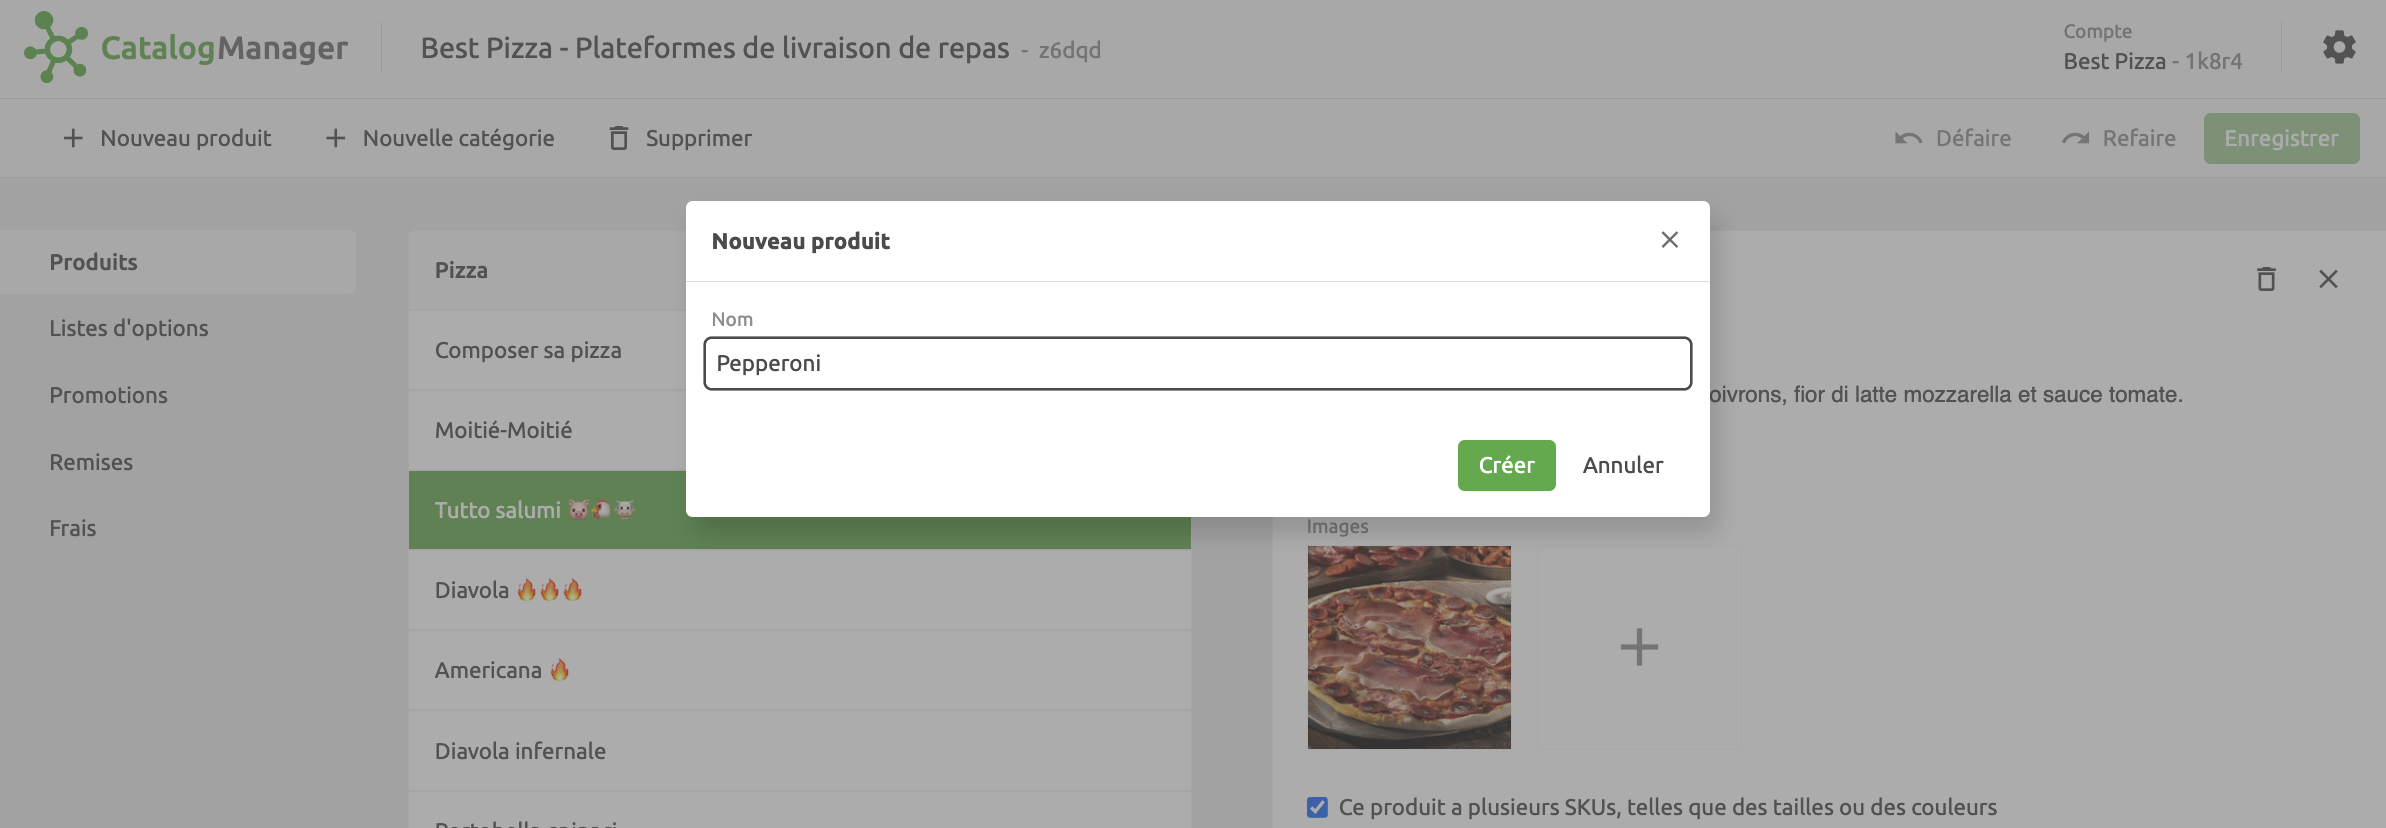 CatalogManager
Best Pizza - Plateformes de livraison de repas - z6dqd
Compte
Best Pizza - 1k8r4
Nouveau produit
Nouvelle catégorie
Supprimer
Défaire
Refaire
Enregistrer
Produits
Listes d'options
Promotions
Remises
Frais
Pizza
Composer sa pizza
Moitié-Moitié
Tutto salumi 🐷🐔🐮
Diavola 🔥🔥🔥
Americana 🔥
Diavola infernale
Nouveau produit
Nom
Pepperoni
Créer
Annuler
oivrons, fior di latte mozzarella et sauce tomate.
Images
Ce produit a plusieurs SKUs, telles que des tailles ou des couleurs